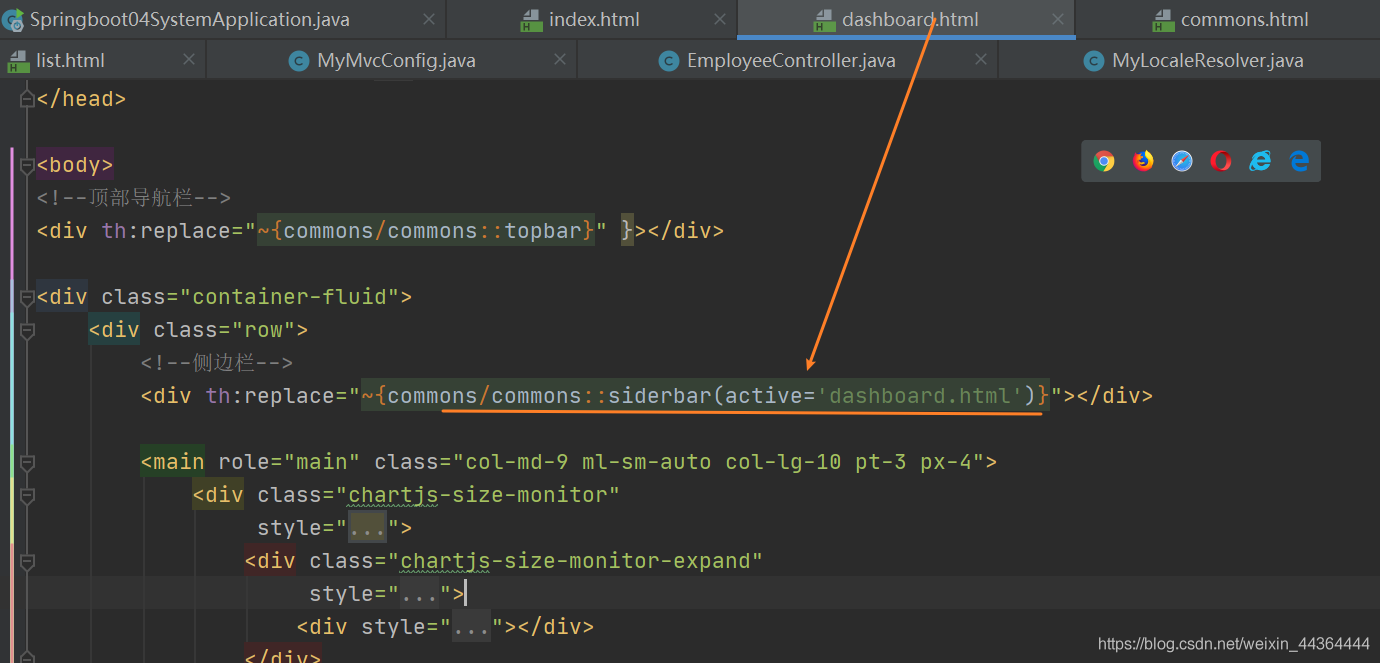 Springboot04SystemApplication.java index.html dashboard.html commons.html
list.html MyMvcConfig.java EmployeeController.java MyLocaleResolver.java
</head>
<body>
<!--顶部导航栏-->
<div th:replace="~{commons/commons::topbar}" }></div>
<div class="container-fluid">
<div class="row">
<!--侧边栏-->
<div th:replace="~{commons/commons::siderbar(active='dashboard.html')}"></div>
<main role="main" class="col-md-9 ml-sm-auto col-lg-10 pt-3 px-4">
<div class="chartjs-size-monitor"
style="...">
<div class="chartjs-size-monitor-expand"
style="...">
<div style="..."></div>
</div>
https://blog.csdn.net/weixin_44364444